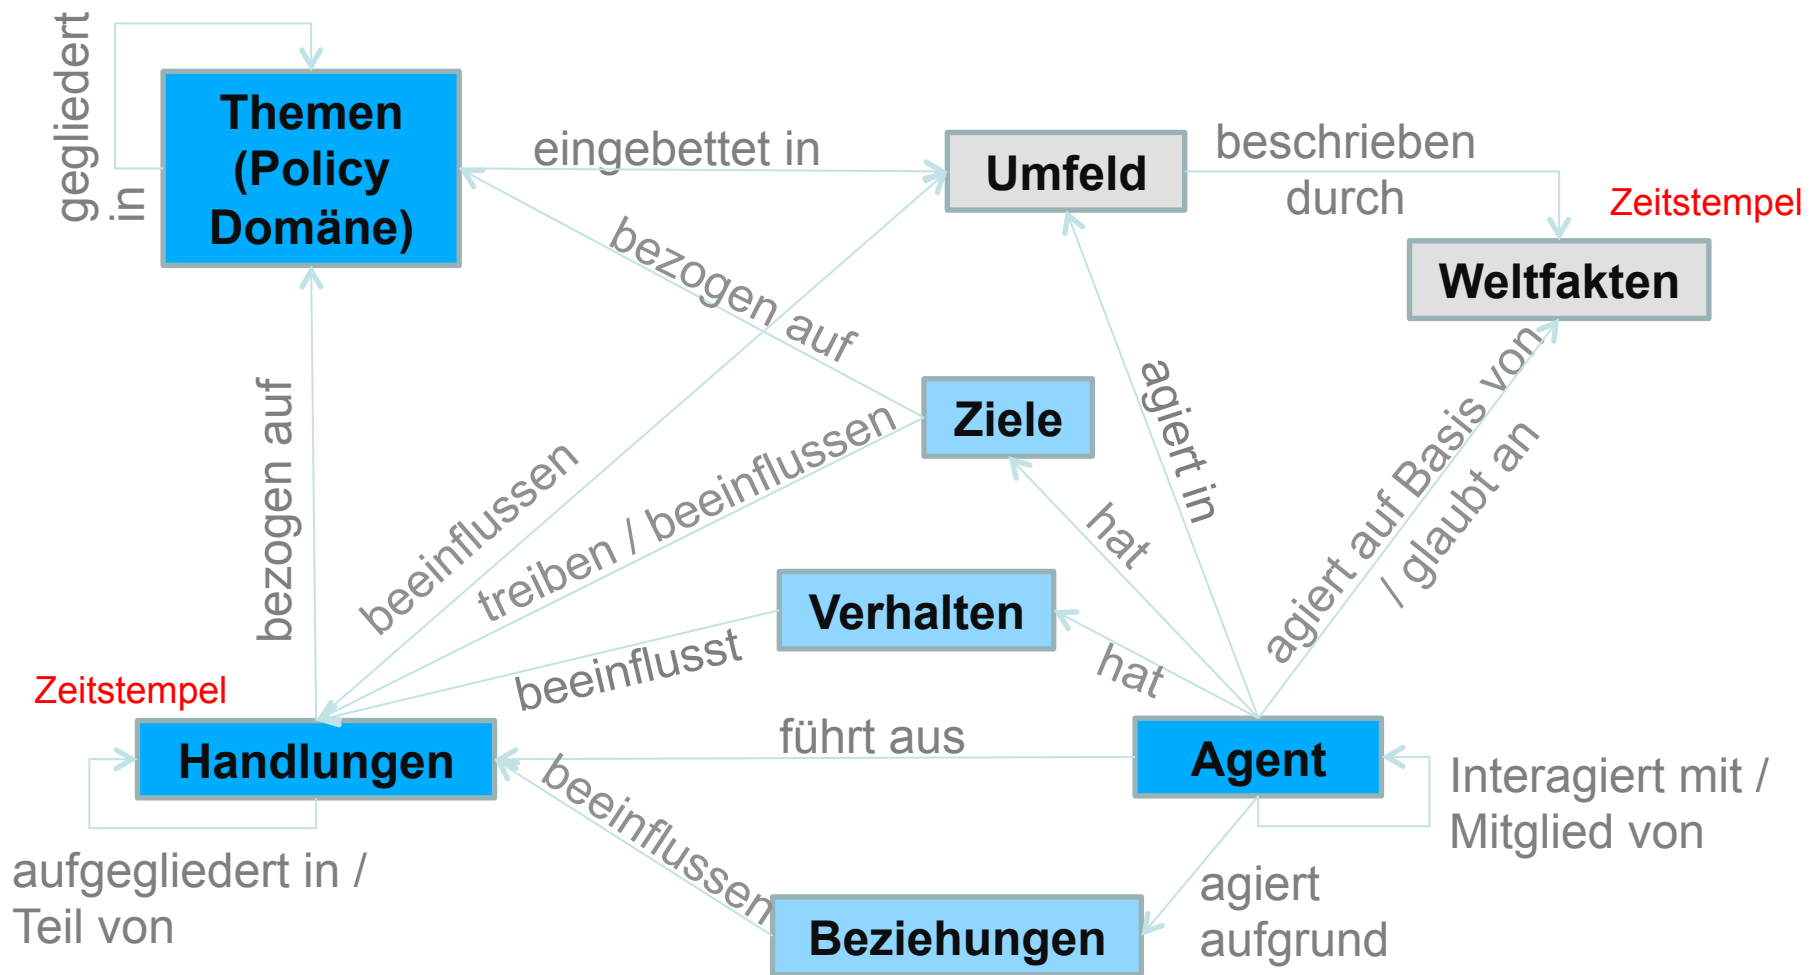 gegliedert
in
Themen
(Policy
Domäne)
eingebettet in
Umfeld
beschrieben
durch
Zeitstempel
Weltfakten
bezogen auf
bezogen auf
beeinflussen
treiben / beeinflussen
Ziele
agiert in
agiert auf Basis von
/ glaubt an
hat
Verhalten
hat
beeinflusst
Zeitstempel
Handlungen
führt aus
Agent
Interagiert mit /
Mitglied von
aufgegliedert in /
Teil von
beeinflussen
Beziehungen
agiert
aufgrund